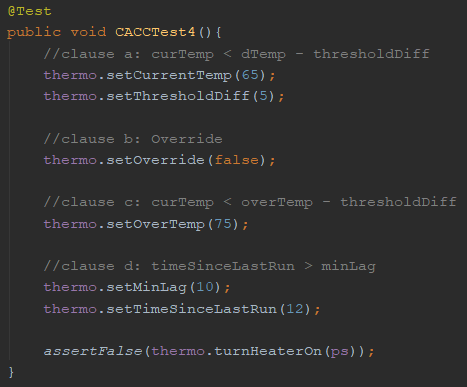 @Test
public void CACCTest4(){
//clause a: curTemp < dTemp - thresholdDiff
thermo.setCurrentTemp(65);
thermo.setThresholdDiff(5);
//clause b: Override
thermo.setOverride(false);
//clause c: curTemp < overTemp - thresholdDiff
thermo.setOverTemp(75);
//clause d: timeSinceLastRun > minLag
thermo.setMinLag(10);
thermo.setTimeSinceLastRun(12);
assertFalse(thermo.turnHeaterOn(ps));
}